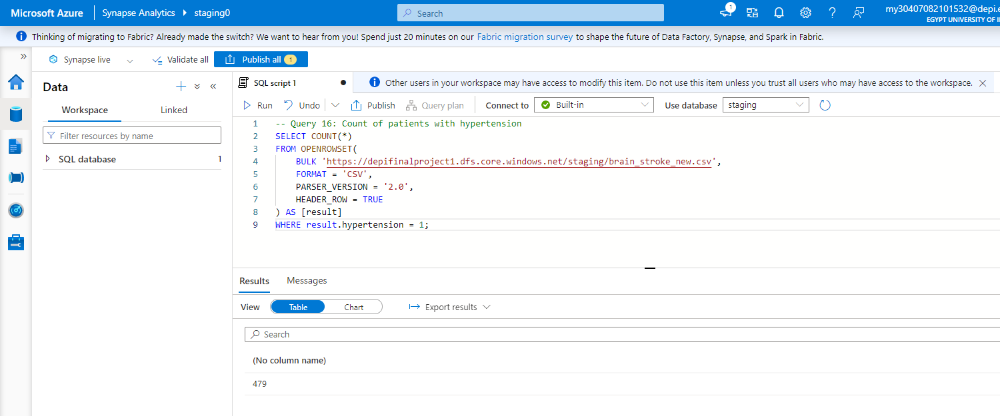 Microsoft Azure
Synapse Analytics
staging0
Search
1
my30407082101532@depi.e
EGYPT UNIVERSITY OF I
Thinking of migrating to Fabric? Already made the switch? We want to hear from you! Spend just 20 minutes on our Fabric migration survey to shape the future of Data Factory, Synapse, and Spark in Fabric.
Synapse live
Validate all
Publish all 1
Data
Workspace
Linked
Filter resources by name
SQL database 1
SQL script 1
Other users in your workspace may have access to modify this item. Do not use this item unless you trust all users who may have access to the workspace.
Run
Undo
Publish
Query plan
Connect to
Built-in
Use database
staging
1 -- Query 16: Count of patients with hypertension
2 SELECT COUNT(*)
3 FROM OPENROWSET(
4 BULK 'https://depifinalproject1.dfs.core.windows.net/staging/brain_stroke_new.csv',
5 FORMAT = 'CSV',
6 PARSER_VERSION = '2.0',
7 HEADER_ROW = TRUE
8 ) AS [result]
9 WHERE result.hypertension = 1;
Results
Messages
View
Table
Chart
Export results
Search
(No column name)
479